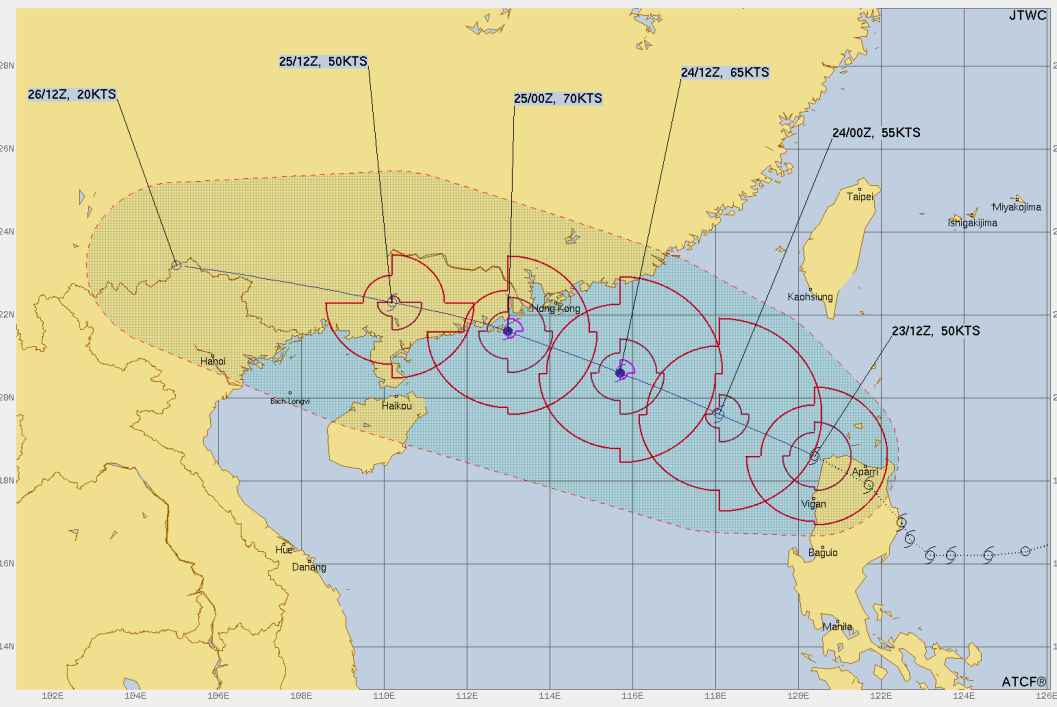 JTWC
25/12Z, 50KTS
28N
24/12Z, 65KTS
26/12Z, 20KTS
25/00Z, 70KTS
24/00Z, 55KTS
26N
Taipei
Miyakojima
Ishigakijima
24N
Kaohsiung
Hong Kong
22N
23/12Z, 50KTS
Hanoi
20N
Bach Longvi
Haikou
Aparri
18N
Vigan
Hue
Baguio
16N
Danang
Manila
14N
ATCF®
102E 104E 106E 108E 110E 112E 114E 116E 118E 120E 122E 124E 126E